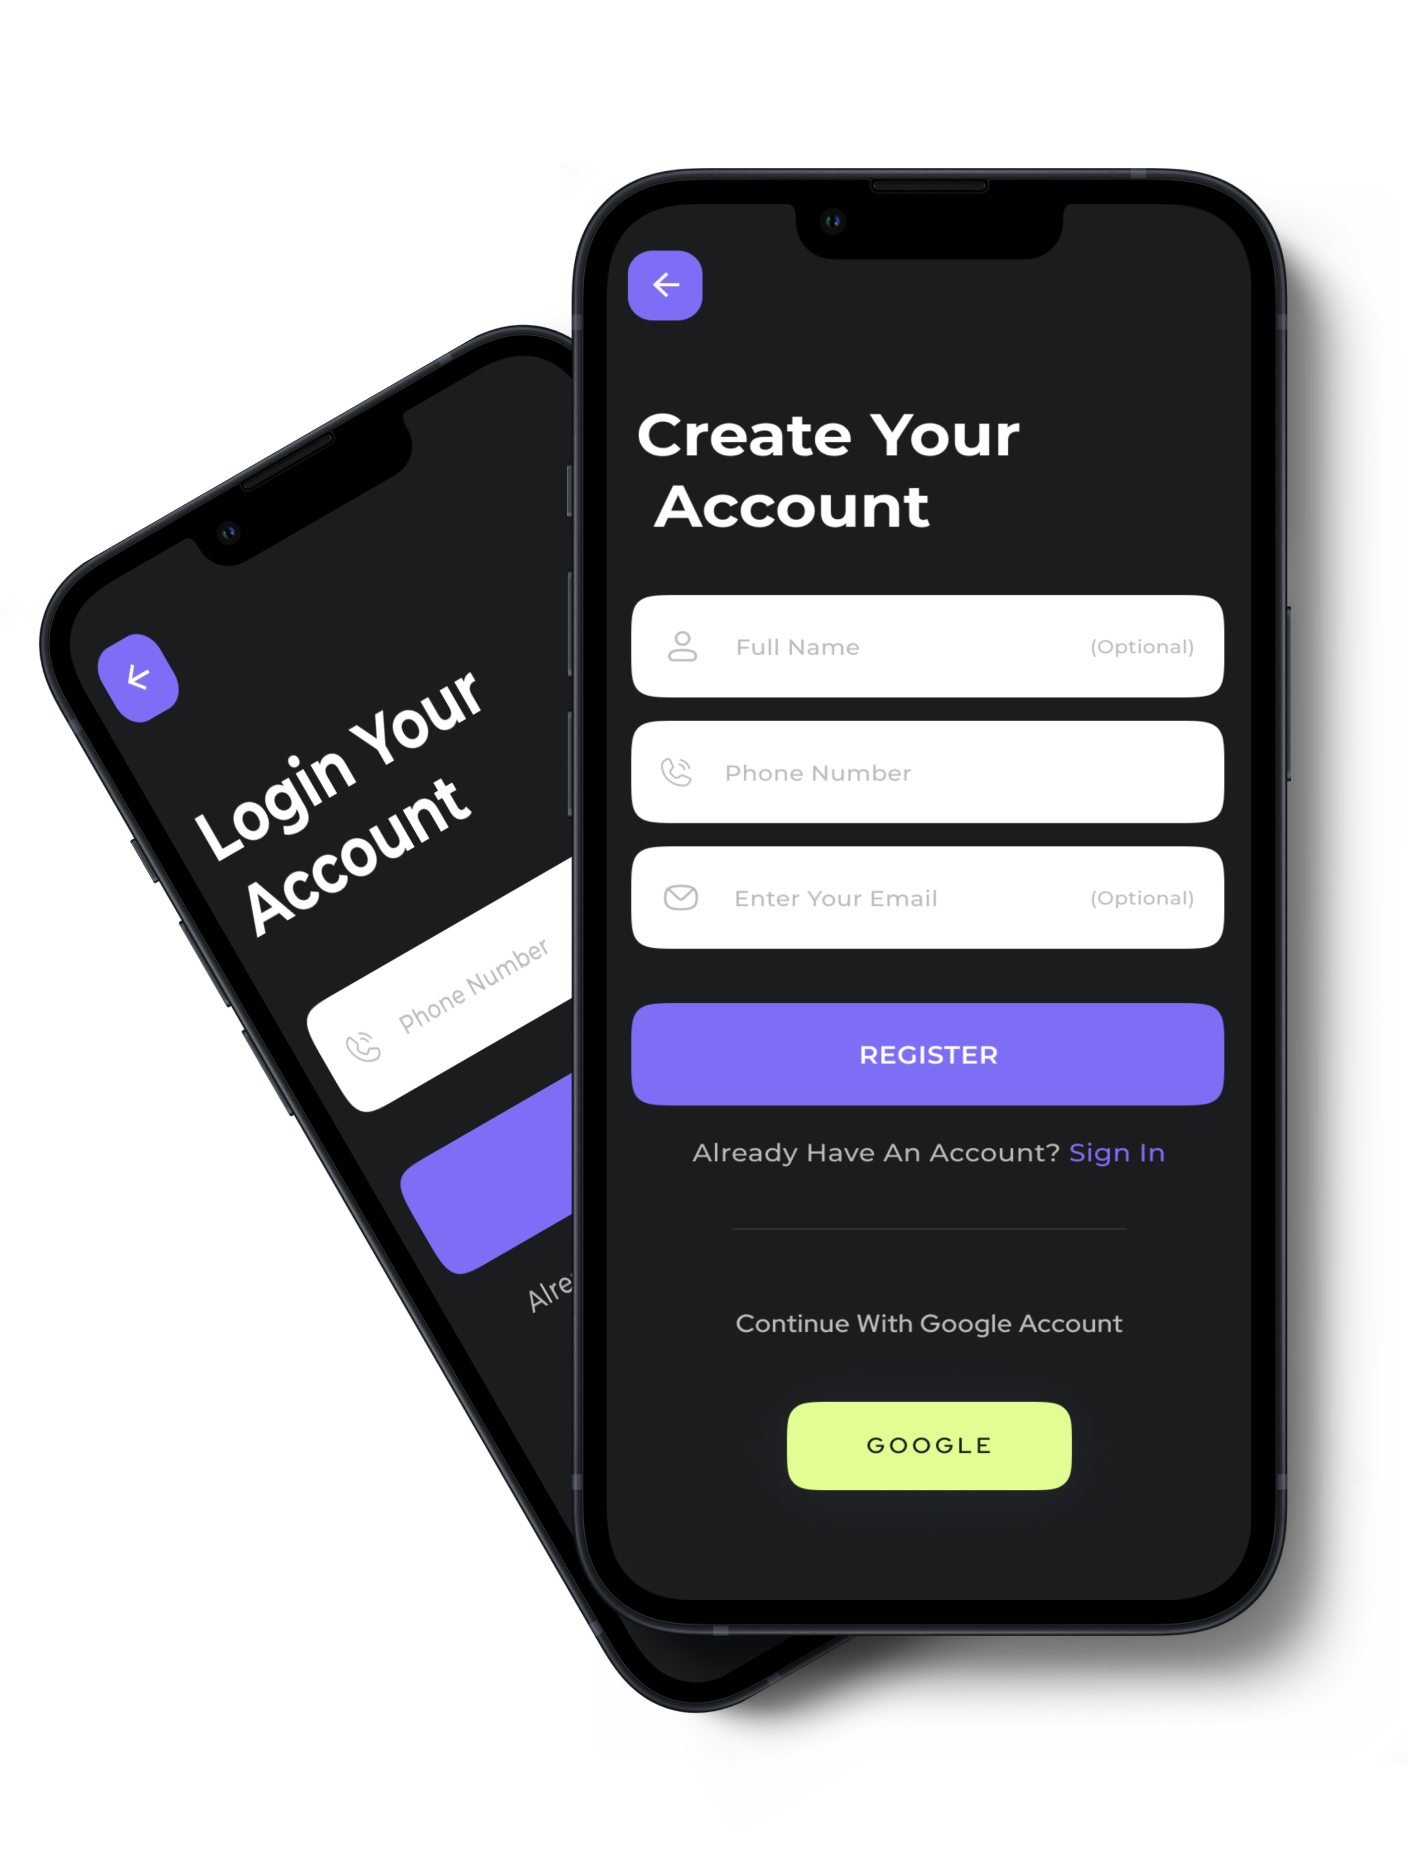 Create Your
Account
Full Name (Optional)
Phone Number
Enter Your Email (Optional)
REGISTER
Already Have An Account? Sign In
Continue With Google Account
GOOGLE
Login Your
Account
Phone Number